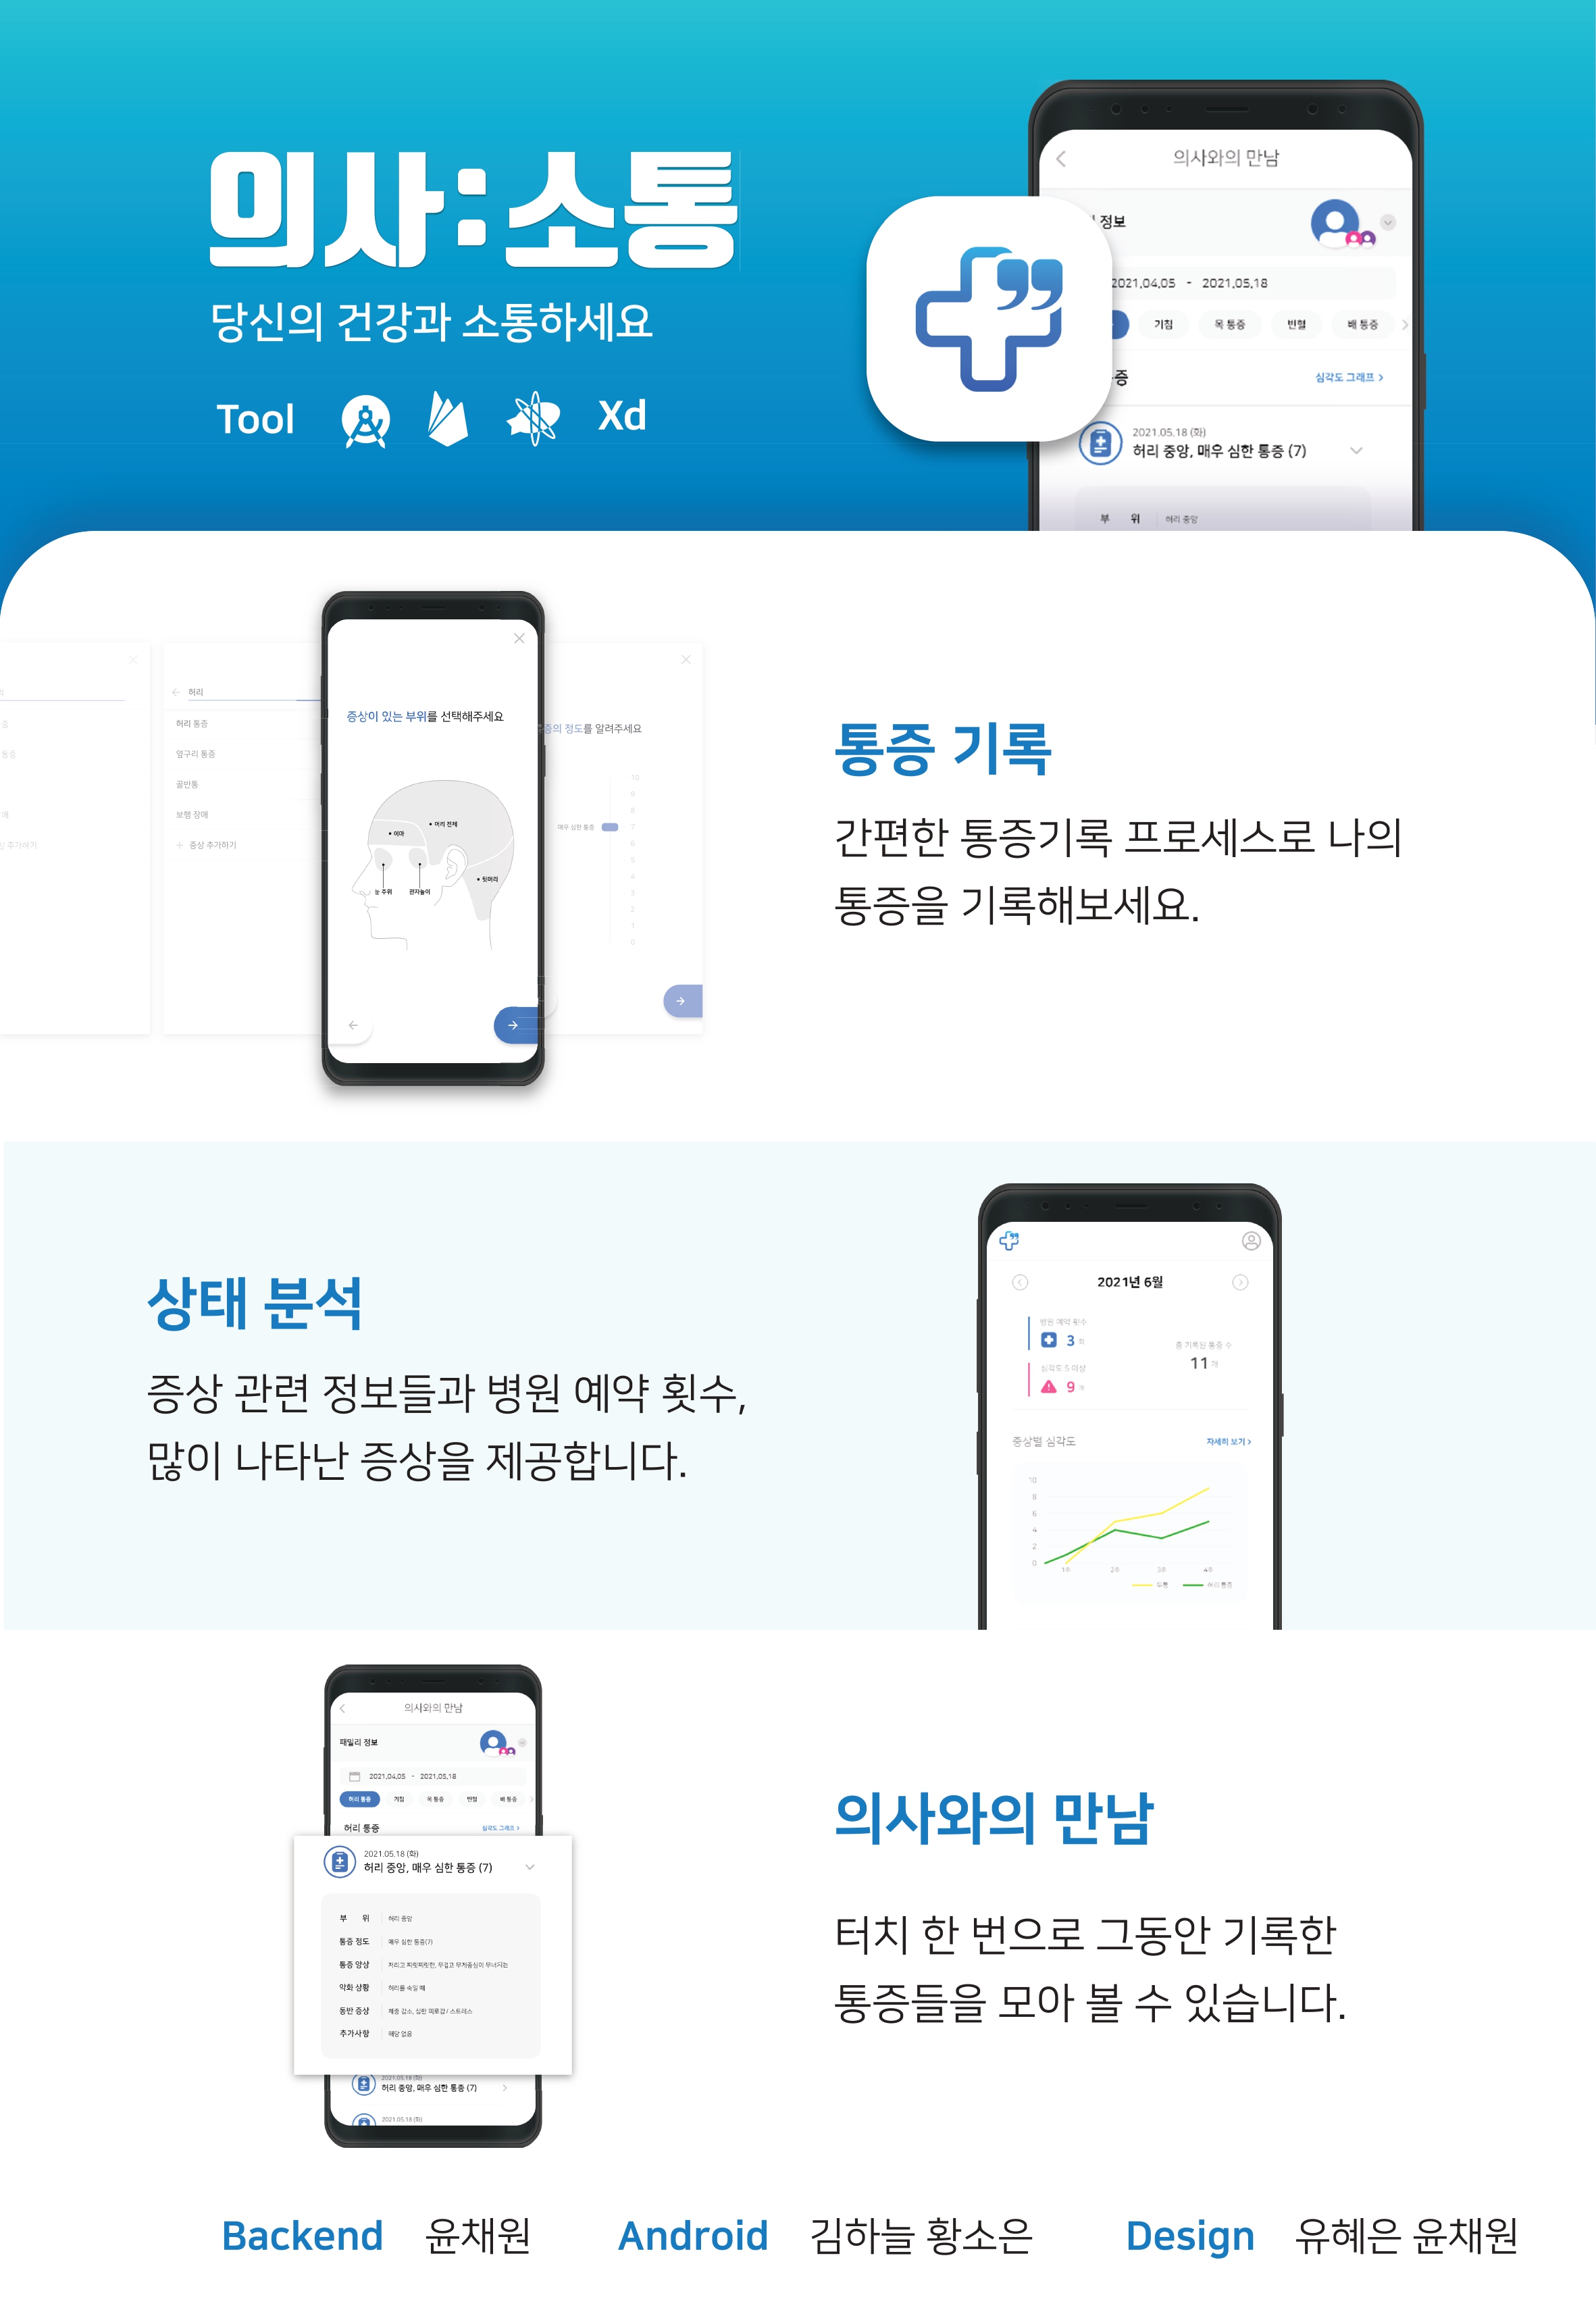 의사:소통
당신의 건강과 소통하세요
Tool
Xd
의사와의 만남
정보
2021.04.05 - 2021.05.18
기침 목 통증 빈혈 배 통증
증
심각도 그래프 >
2021.05.18 (화)
허리 중앙, 매우 심한 통증 (7)
부 위 허리 중앙
허리
허리 통증
옆구리 통증
골반통
보행 장애
+ 증상 추가하기
증상이 있는 부위를 선택해주세요
이마
머리 전체
눈 주위
관자놀이
뒷머리
증의 정도를 알려주세요
10
9
8
매우 심한 통증
7
6
5
4
3
2
1
0
통증 기록
간편한 통증기록 프로세스로 나의
통증을 기록해보세요.
상태 분석
증상 관련 정보들과 병원 예약 횟수,
많이 나타난 증상을 제공합니다.
2021년 6월
병원 예약 횟수
3 회
심각도 5 이상
9 개
총 기록된 통증 수
11 개
증상별 심각도
자세히 보기 >
10
8
6
4
2
0
두통 허리 통증
의사와의 만남
패밀리 정보
2021.04.05 - 2021.05.18
허리 통증 기침 목 통증 빈혈 배 통증
허리 통증
심각도 그래프 >
2021.05.18 (화)
허리 중앙, 매우 심한 통증 (7)
부 위 허리 중앙
통증 정도 매우 심한 통증(7)
통증 양상
악화 상황 허리를 숙일 때
동반 증상 체중 감소, 심한 피로감 / 스트레스
추가사항 해당 없음
2021.05.18 (화)
허리 중앙, 매우 심한 통증 (7)
2021.05.18 (화)
의사와의 만남
터치 한 번으로 그동안 기록한
통증들을 모아 볼 수 있습니다.
Backend 윤채원
Android 김하늘 황소은
Design 유혜은 윤채원